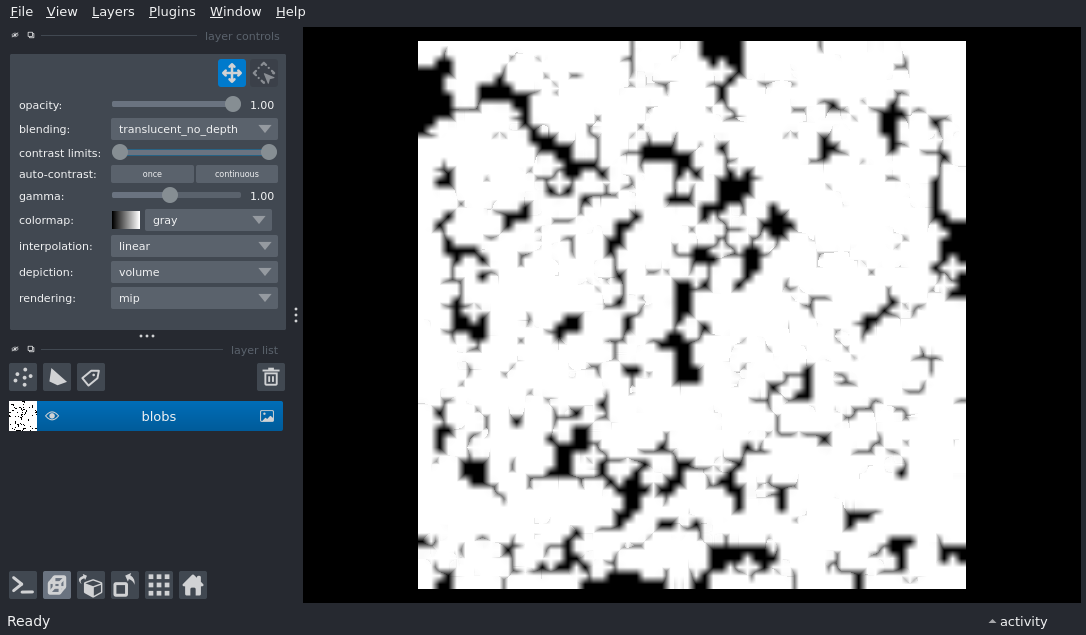 File View Layers Plugins Window Help
layer controls
opacity: 1.00
blending: translucent_no_depth
contrast limits:
auto-contrast: once continuous
gamma: 1.00
colormap: gray
interpolation: linear
depiction: volume
rendering: mip
layer list
blobs
Ready activity